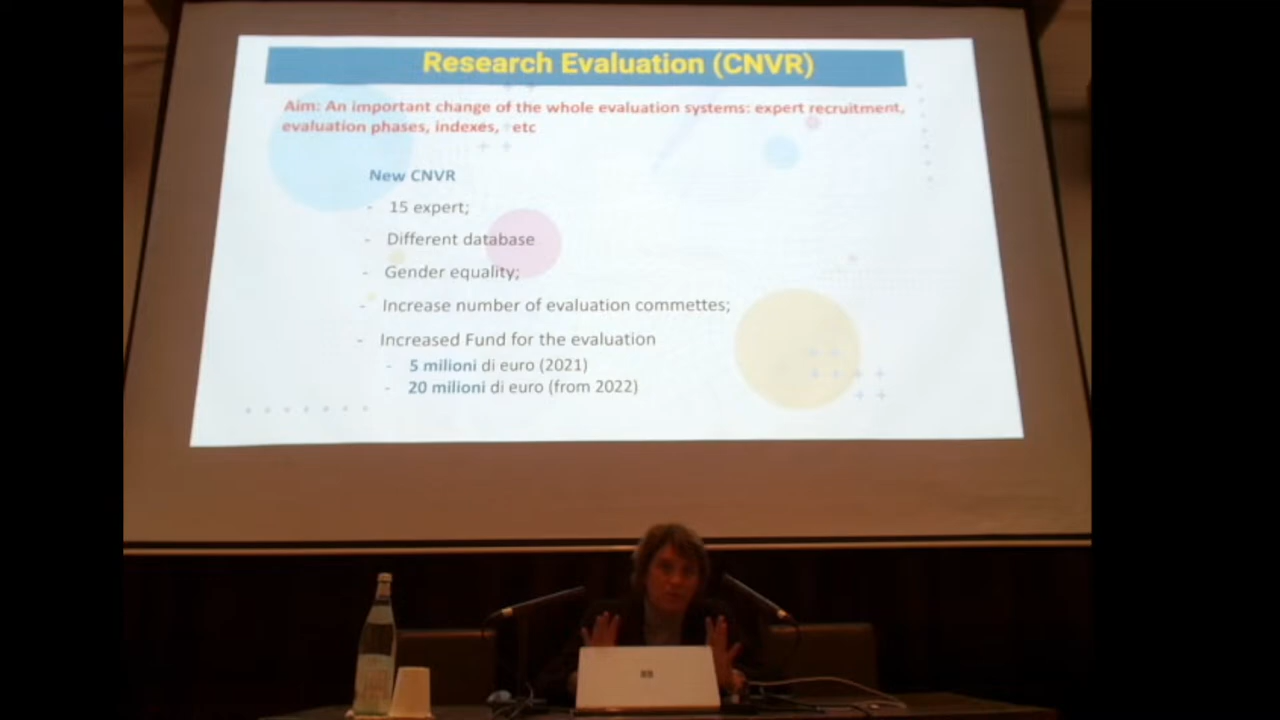 Research Evaluation (CNVR)
Aim: An important change of the whole evaluation systems: expert recruitment,
evaluation phases, indexes, etc
New CNVR
- 15 expert;
- Different database
- Gender equality;
- Increase number of evaluation commettes;
- Increased Fund for the evaluation
- 5 milioni di euro (2021)
- 20 milioni di euro (from 2022)